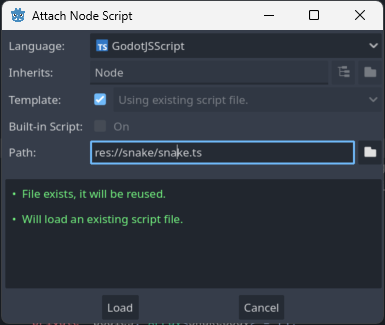 Attach Node Script
Language: TS GodotJSScript
Inherits: Node
Template: Using existing script file.
Built-in Script: On
Path: res://snake/snake.ts
• File exists, it will be reused.
• Will load an existing script file.
Load Cancel